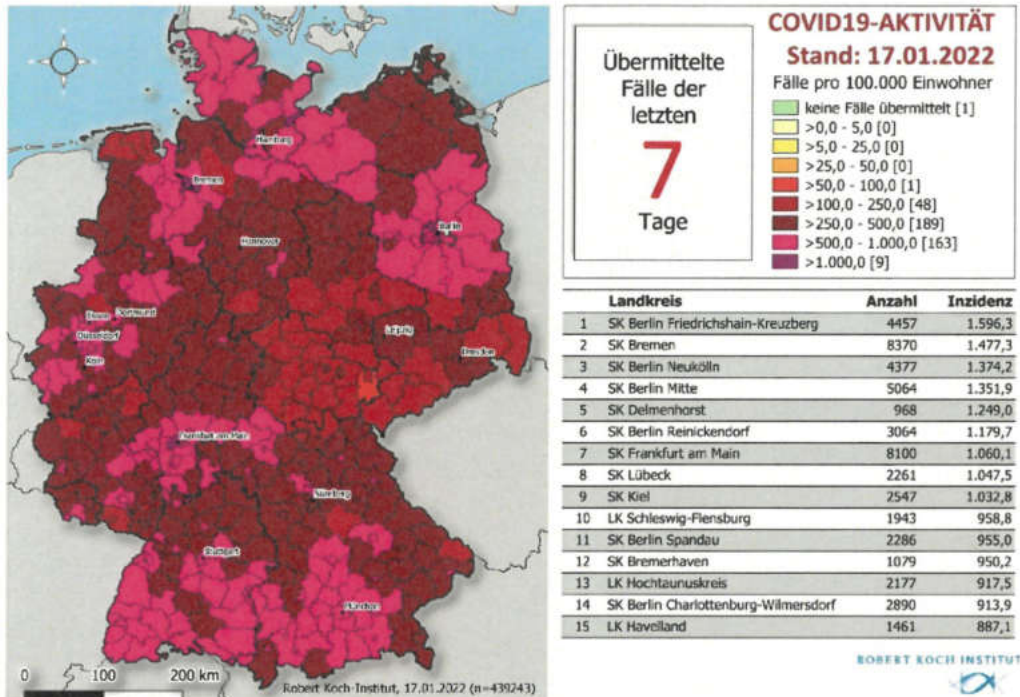 Hamburg
Bremen
Berlin
Hannover
Essen
Dortmund
Düsseldorf
Köln
Leipzig
Dresden
Frankfurt am Main
Nürnberg
Stuttgart
München
0 100 200 km
Robert Koch-Institut, 17.01.2022 (n=439243)
Übermittelte
Fälle der
letzten
7
Tage
COVID19-AKTIVITÄT
Stand: 17.01.2022
Fälle pro 100.000 Einwohner
keine Fälle übermittelt [1]
>0,0 - 5,0 [0]
>5,0 - 25,0 [0]
>25,0 - 50,0 [0]
>50,0 - 100,0 [1]
>100,0 - 250,0 [48]
>250,0 - 500,0 [189]
>500,0 - 1.000,0 [163]
>1.000,0 [9]
Landkreis Anzahl Inzidenz
1 SK Berlin Friedrichshain-Kreuzberg 4457 1.596,3
2 SK Bremen 8370 1.477,3
3 SK Berlin Neukölln 4377 1.374,2
4 SK Berlin Mitte 5064 1.351,9
5 SK Delmenhorst 968 1.249,0
6 SK Berlin Reinickendorf 3064 1.179,7
7 SK Frankfurt am Main 8100 1.060,1
8 SK Lübeck 2261 1.047,5
9 SK Kiel 2547 1.032,8
10 LK Schleswig-Flensburg 1943 958,8
11 SK Berlin Spandau 2286 955,0
12 SK Bremerhaven 1079 950,2
13 LK Hochtaunuskreis 2177 917,5
14 SK Berlin Charlottenburg-Wilmersdorf 2890 913,9
15 LK Havelland 1461 887,1
ROBERT KOCH INSTITUT